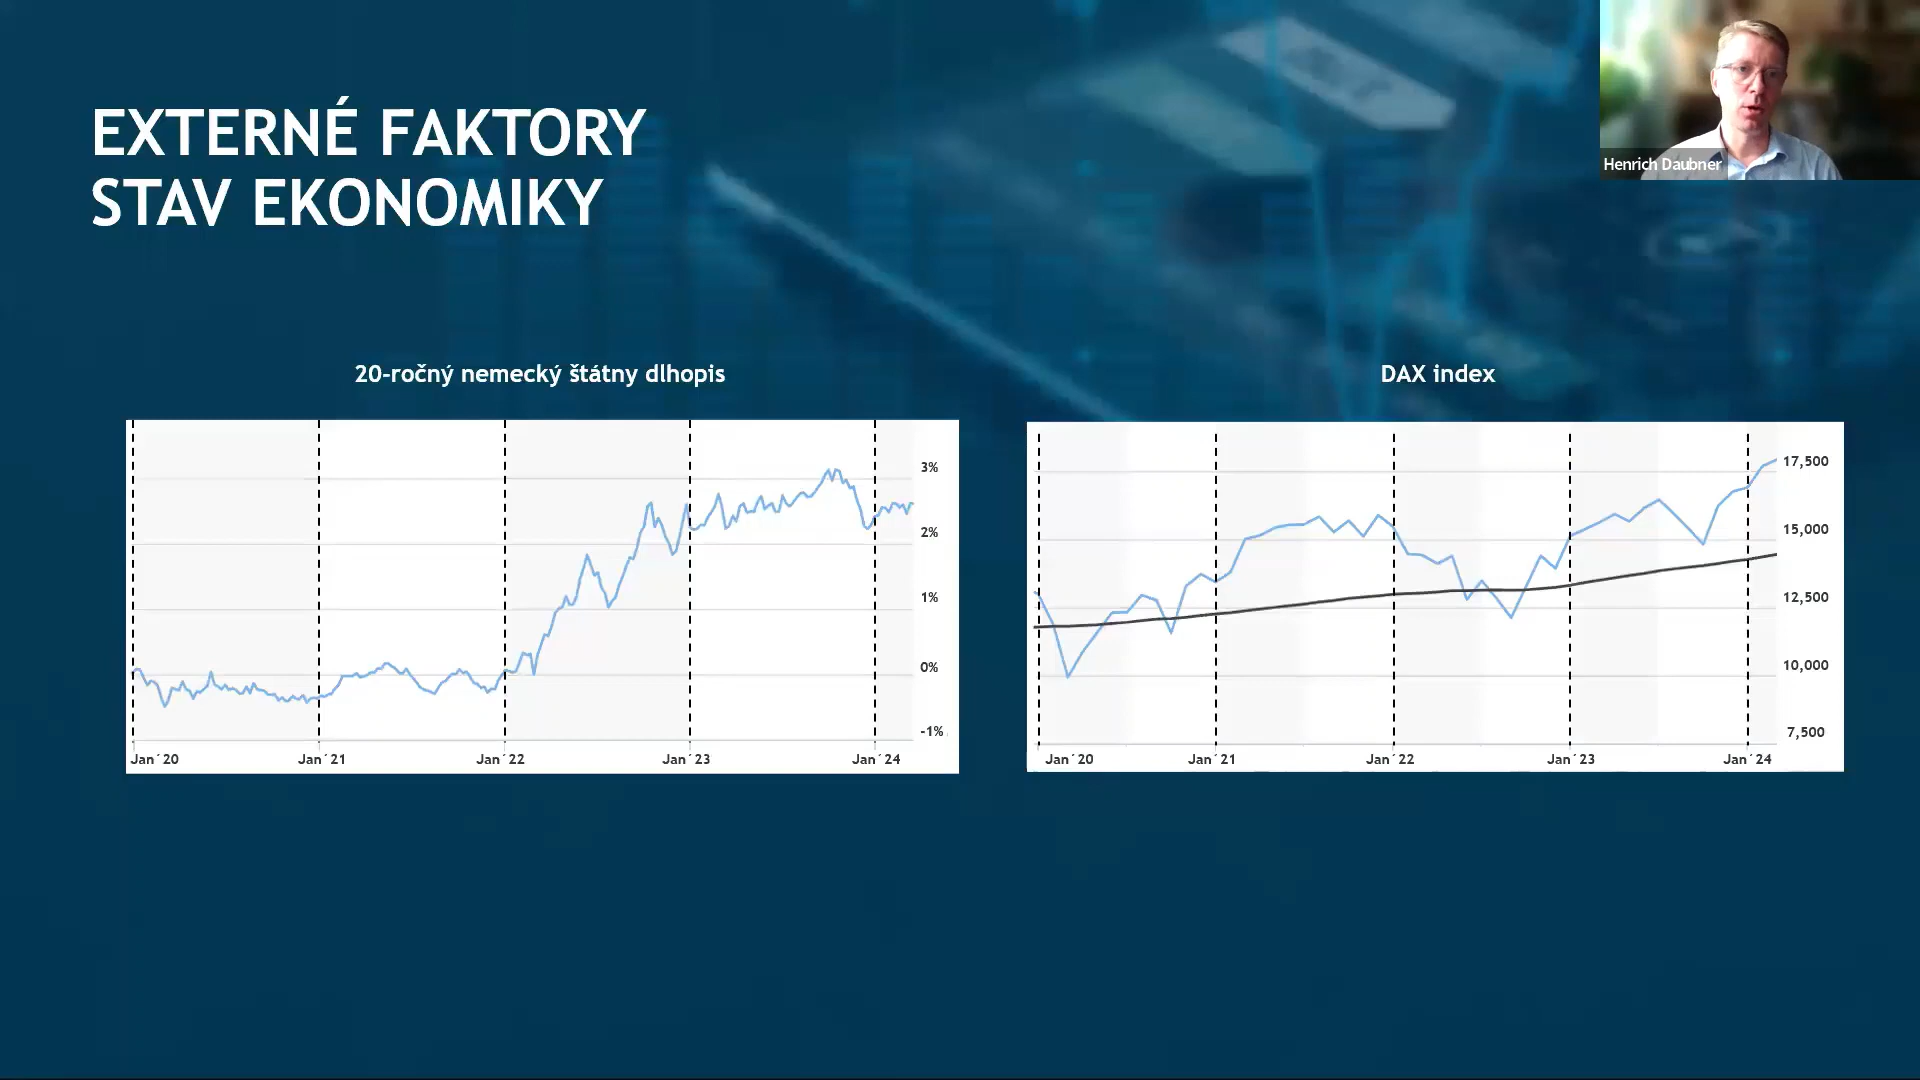 EXTERNÉ FAKTORY
STAV EKONOMIKY
Henrich Daubner
20-ročný nemecký štátny dlhopis
3%
2%
1%
0%
-1%
Jan´20 Jan´21 Jan´22 Jan´23 Jan´24
DAX index
17,500
15,000
12,500
10,000
7,500
Jan´20 Jan´21 Jan´22 Jan´23 Jan´24